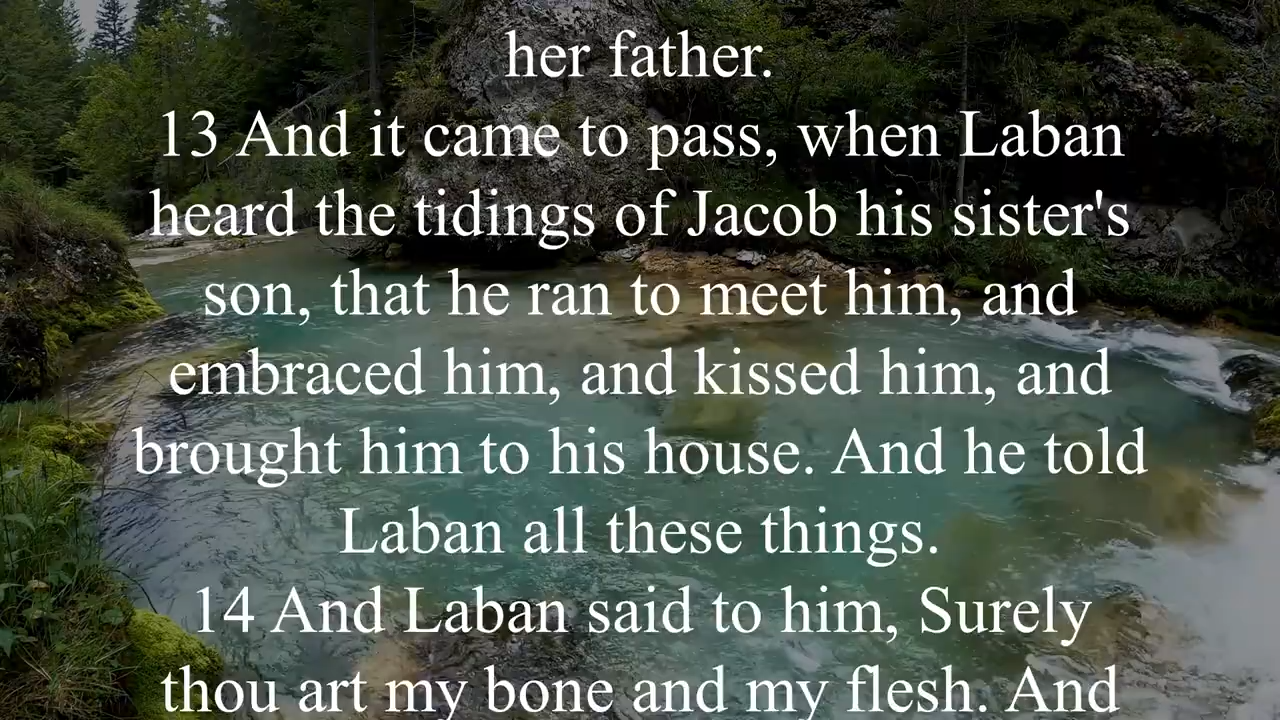 her father.
13 And it came to pass, when Laban
heard the tidings of Jacob his sister's
son, that he ran to meet him, and
embraced him, and kissed him, and
brought him to his house. And he told
Laban all these things.
14 And Laban said to him, Surely
thou art my bone and my flesh. And